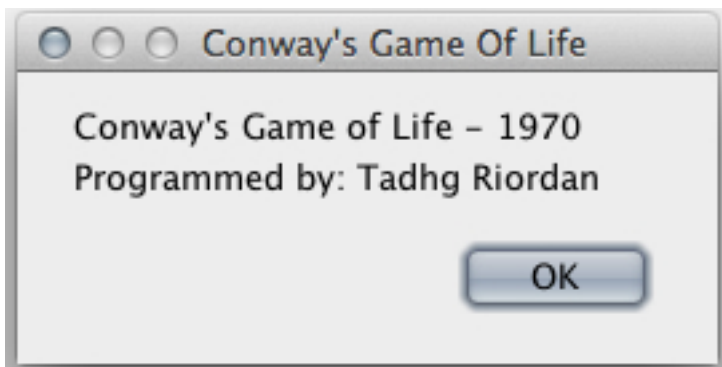 Conway's Game Of Life
Conway's Game of Life – 1970
Programmed by: Tadhg Riordan
OK